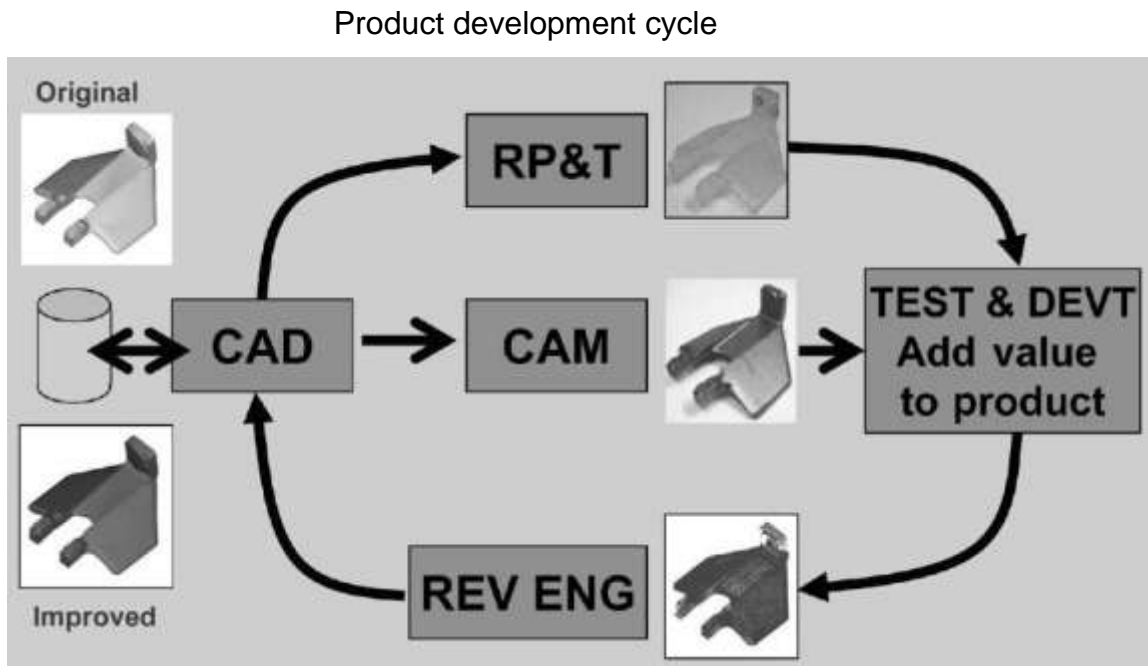 Product development cycle
Original
RP&T
CAD
CAM
TEST & DEVT
Add value
to product
REV ENG
Improved